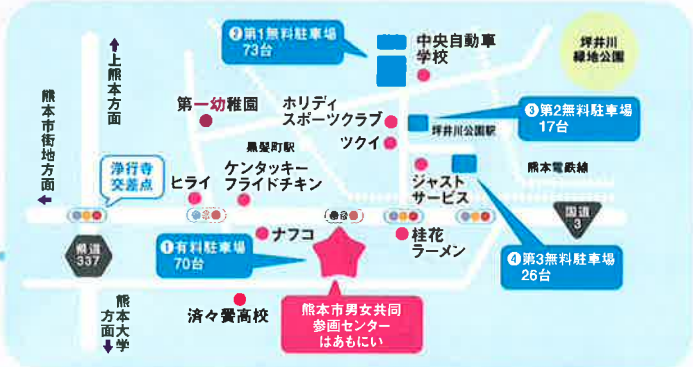 ❷第1無料駐車場
73台
中央自動車
学校
坪井川
緑地公園
↑上熊本方面
熊本市街地方面
←
第一幼稚園
ホリディ
スポーツクラブ
ツクイ
坪井川公園駅
❸第2無料駐車場
17台
黒髪町駅
浄行寺
交差点
ヒライ
ケンタッキー
フライドチキン
ジャスト
サービス
熊本電鉄線
国道
3
県道
337
❶有料駐車場
70台
ナフコ
桂花
ラーメン
❹第3無料駐車場
26台
熊本大学
方面↓
済々黌高校
熊本市男女共同
参画センター
はあもにい